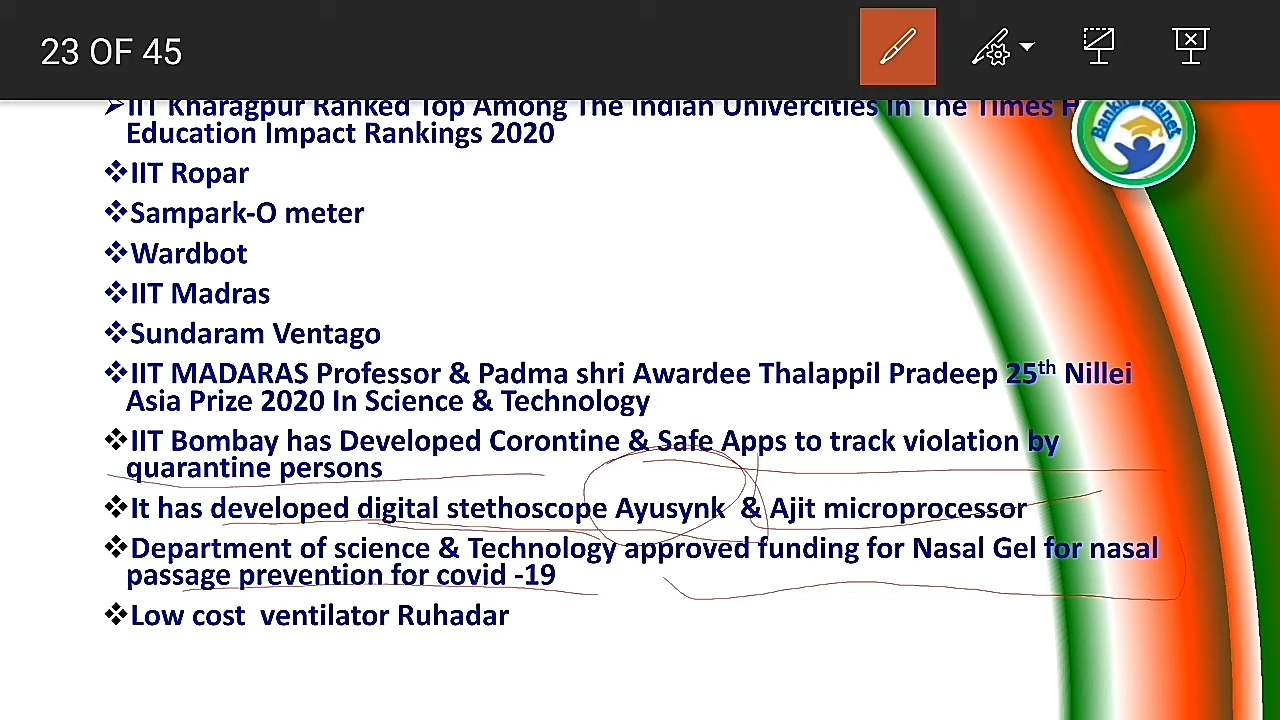 23 OF 45
➢IIT Kharagpur Ranked Top Among The Indian Univercities In The Times H
Education Impact Rankings 2020
❖IIT Ropar
❖Sampark-O meter
❖Wardbot
❖IIT Madras
❖Sundaram Ventago
❖IIT MADARAS Professor & Padma shri Awardee Thalappil Pradeep 25th Nillei
Asia Prize 2020 In Science & Technology
❖IIT Bombay has Developed Corontine & Safe Apps to track violation by
quarantine persons
❖It has developed digital stethoscope Ayusynk & Ajit microprocessor
❖Department of science & Technology approved funding for Nasal Gel for nasal
passage prevention for covid -19
❖Low cost ventilator Ruhadar